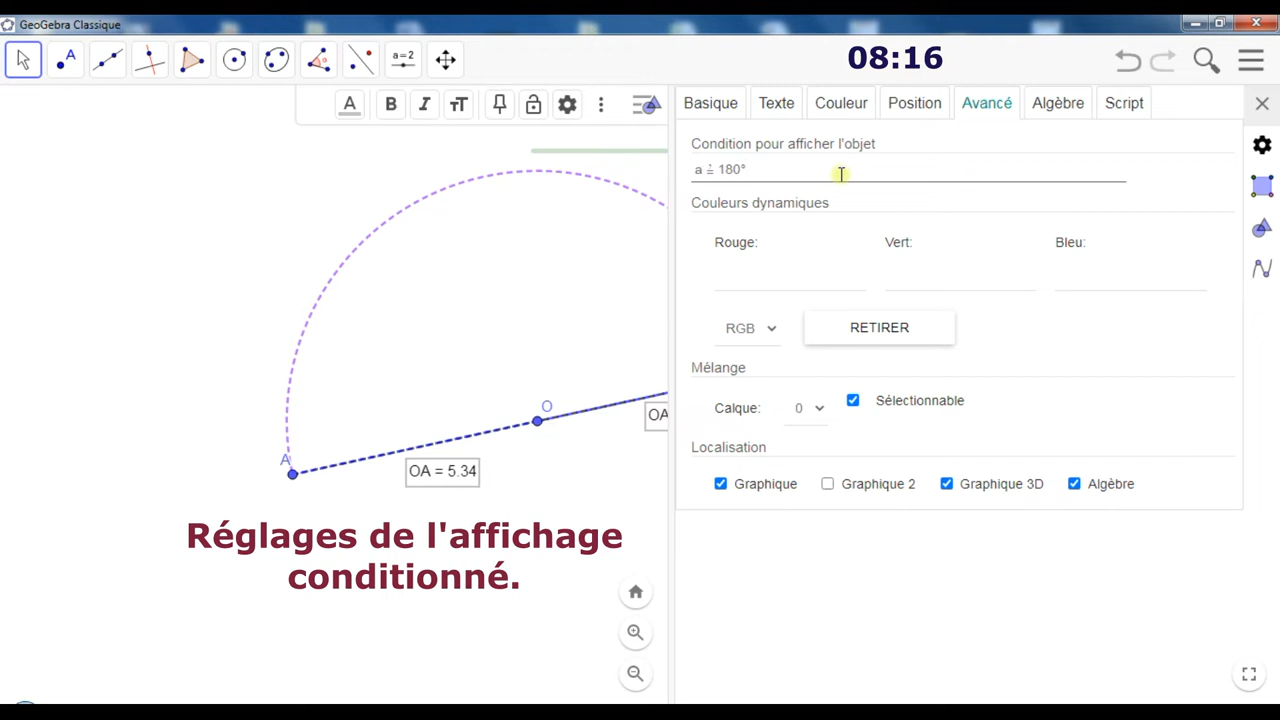 GeoGebra Classique
08:16
A
a=2
A B I TT
Basique Texte Couleur Position Avancé Algèbre Script
Condition pour afficher l'objet
a ≟ 180°
Couleurs dynamiques
Rouge: Vert: Bleu:
RGB RETIRER
Mélange
Calque: 0 Sélectionnable
Localisation
Graphique Graphique 2 Graphique 3D Algèbre
O
OA
A
OA = 5.34
Réglages de l'affichage
conditionné.